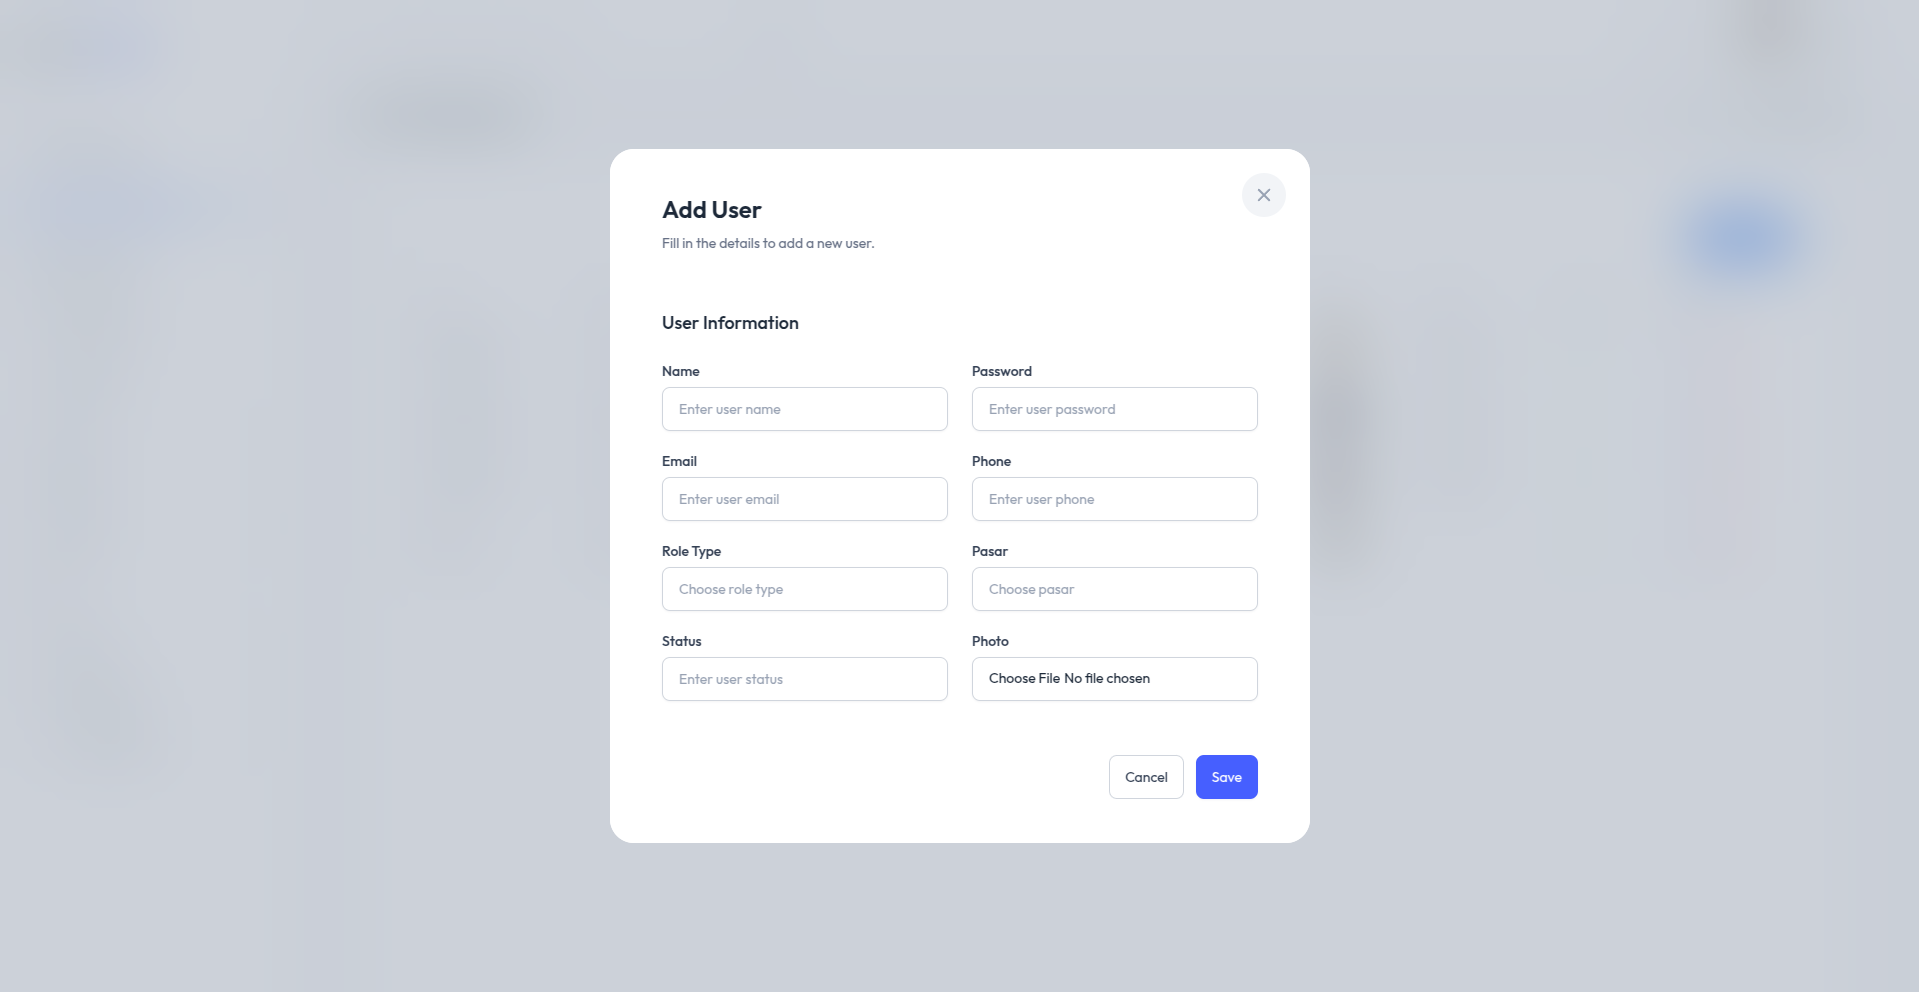 Add User
Fill in the details to add a new user.
User Information
Name
Password
Enter user name
Enter user password
Email
Phone
Enter user email
Enter user phone
Role Type
Pasar
Choose role type
Choose pasar
Status
Photo
Enter user status
Choose File No file chosen
Cancel
Save